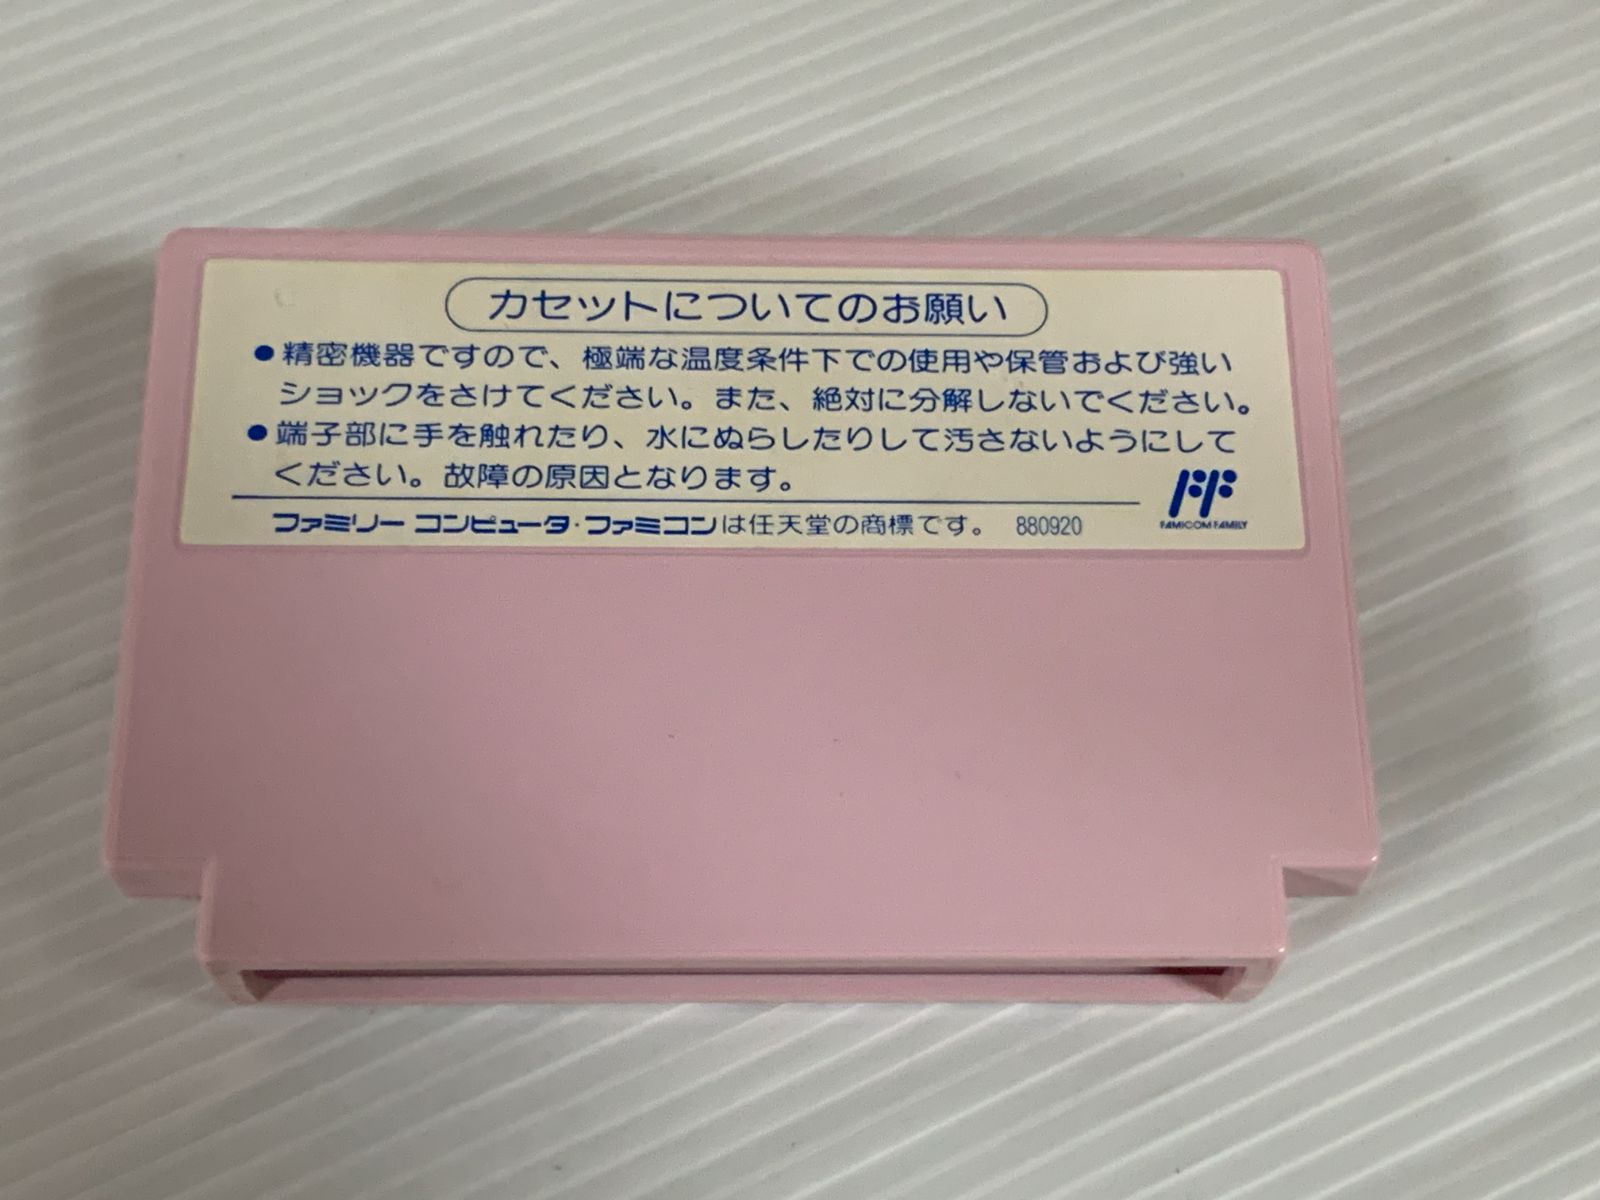 カセットについてのお願い
●精密機器ですので、極端な温度条件下での使用や保管および強い
ショックをさけてください。また、絶対に分解しないでください。
●端子部に手を触れたり、水にぬらしたりして汚さないようにして
ください。故障の原因となります。
FF
FAMICOM FAMILY
ファミリー コンピュータ・ファミコンは任天堂の商標です。 880920